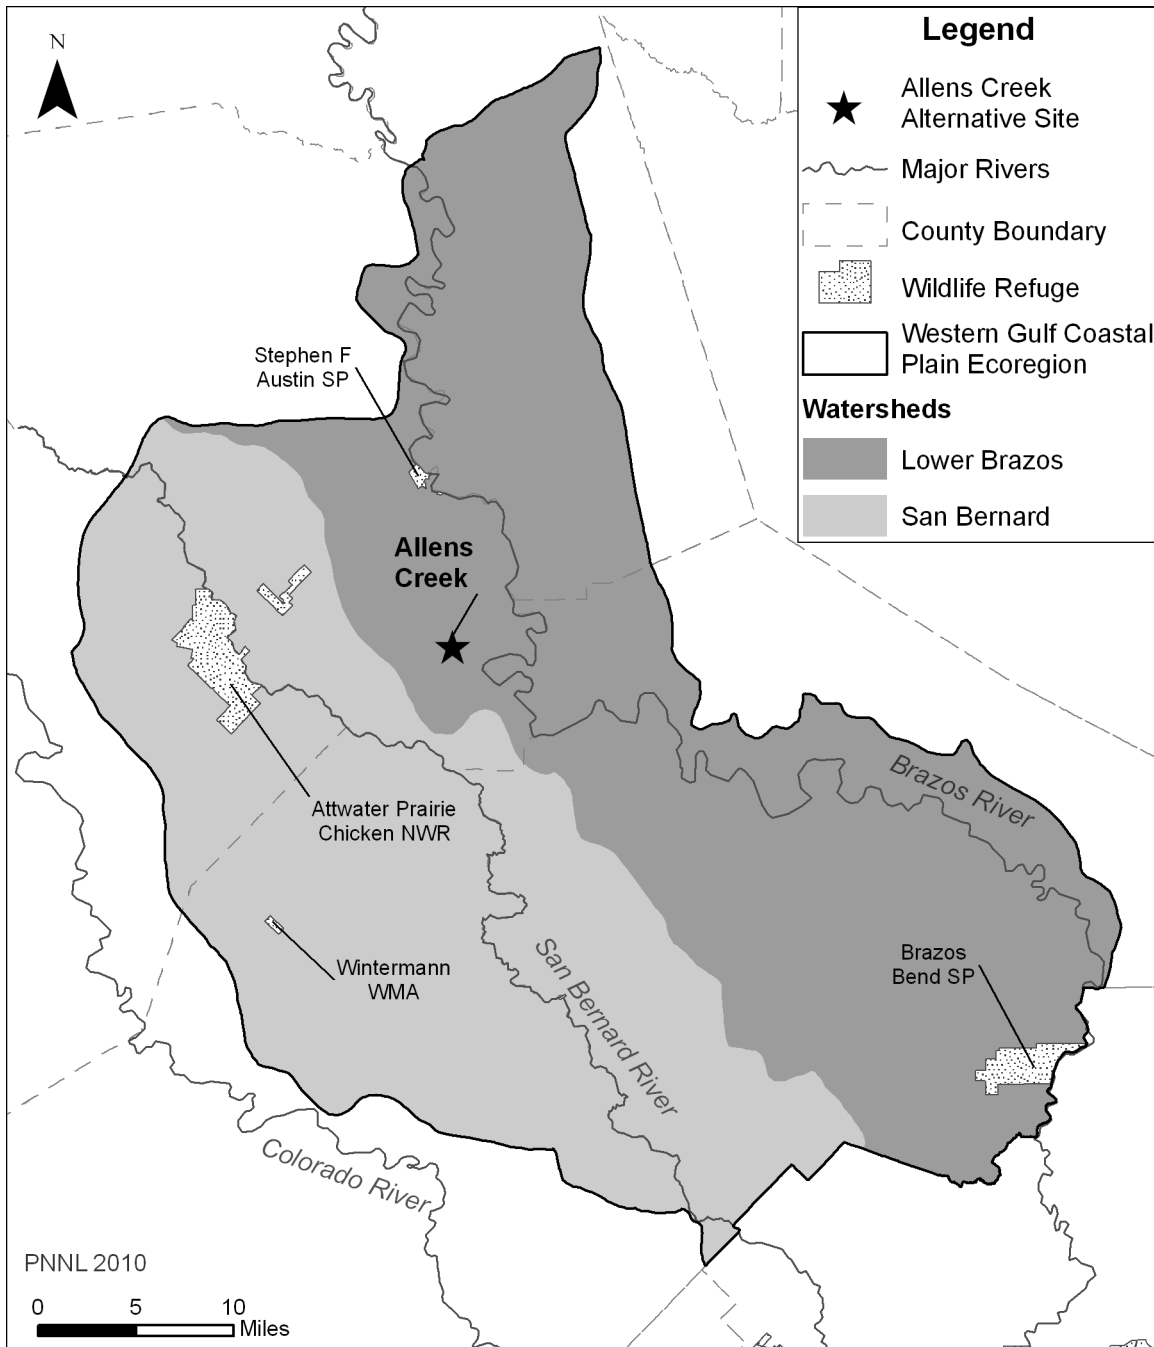 N
Legend
Allens Creek
Alternative Site
Major Rivers
County Boundary
Wildlife Refuge
Western Gulf Coastal
Plain Ecoregion
Watersheds
Lower Brazos
San Bernard
Stephen F
Austin SP
Allens
Creek
Attwater Prairie
Chicken NWR
Brazos River
Wintermann
WMA
San Bernard River
Brazos
Bend SP
Colorado River
PNNL 2010
0 5 10
Miles